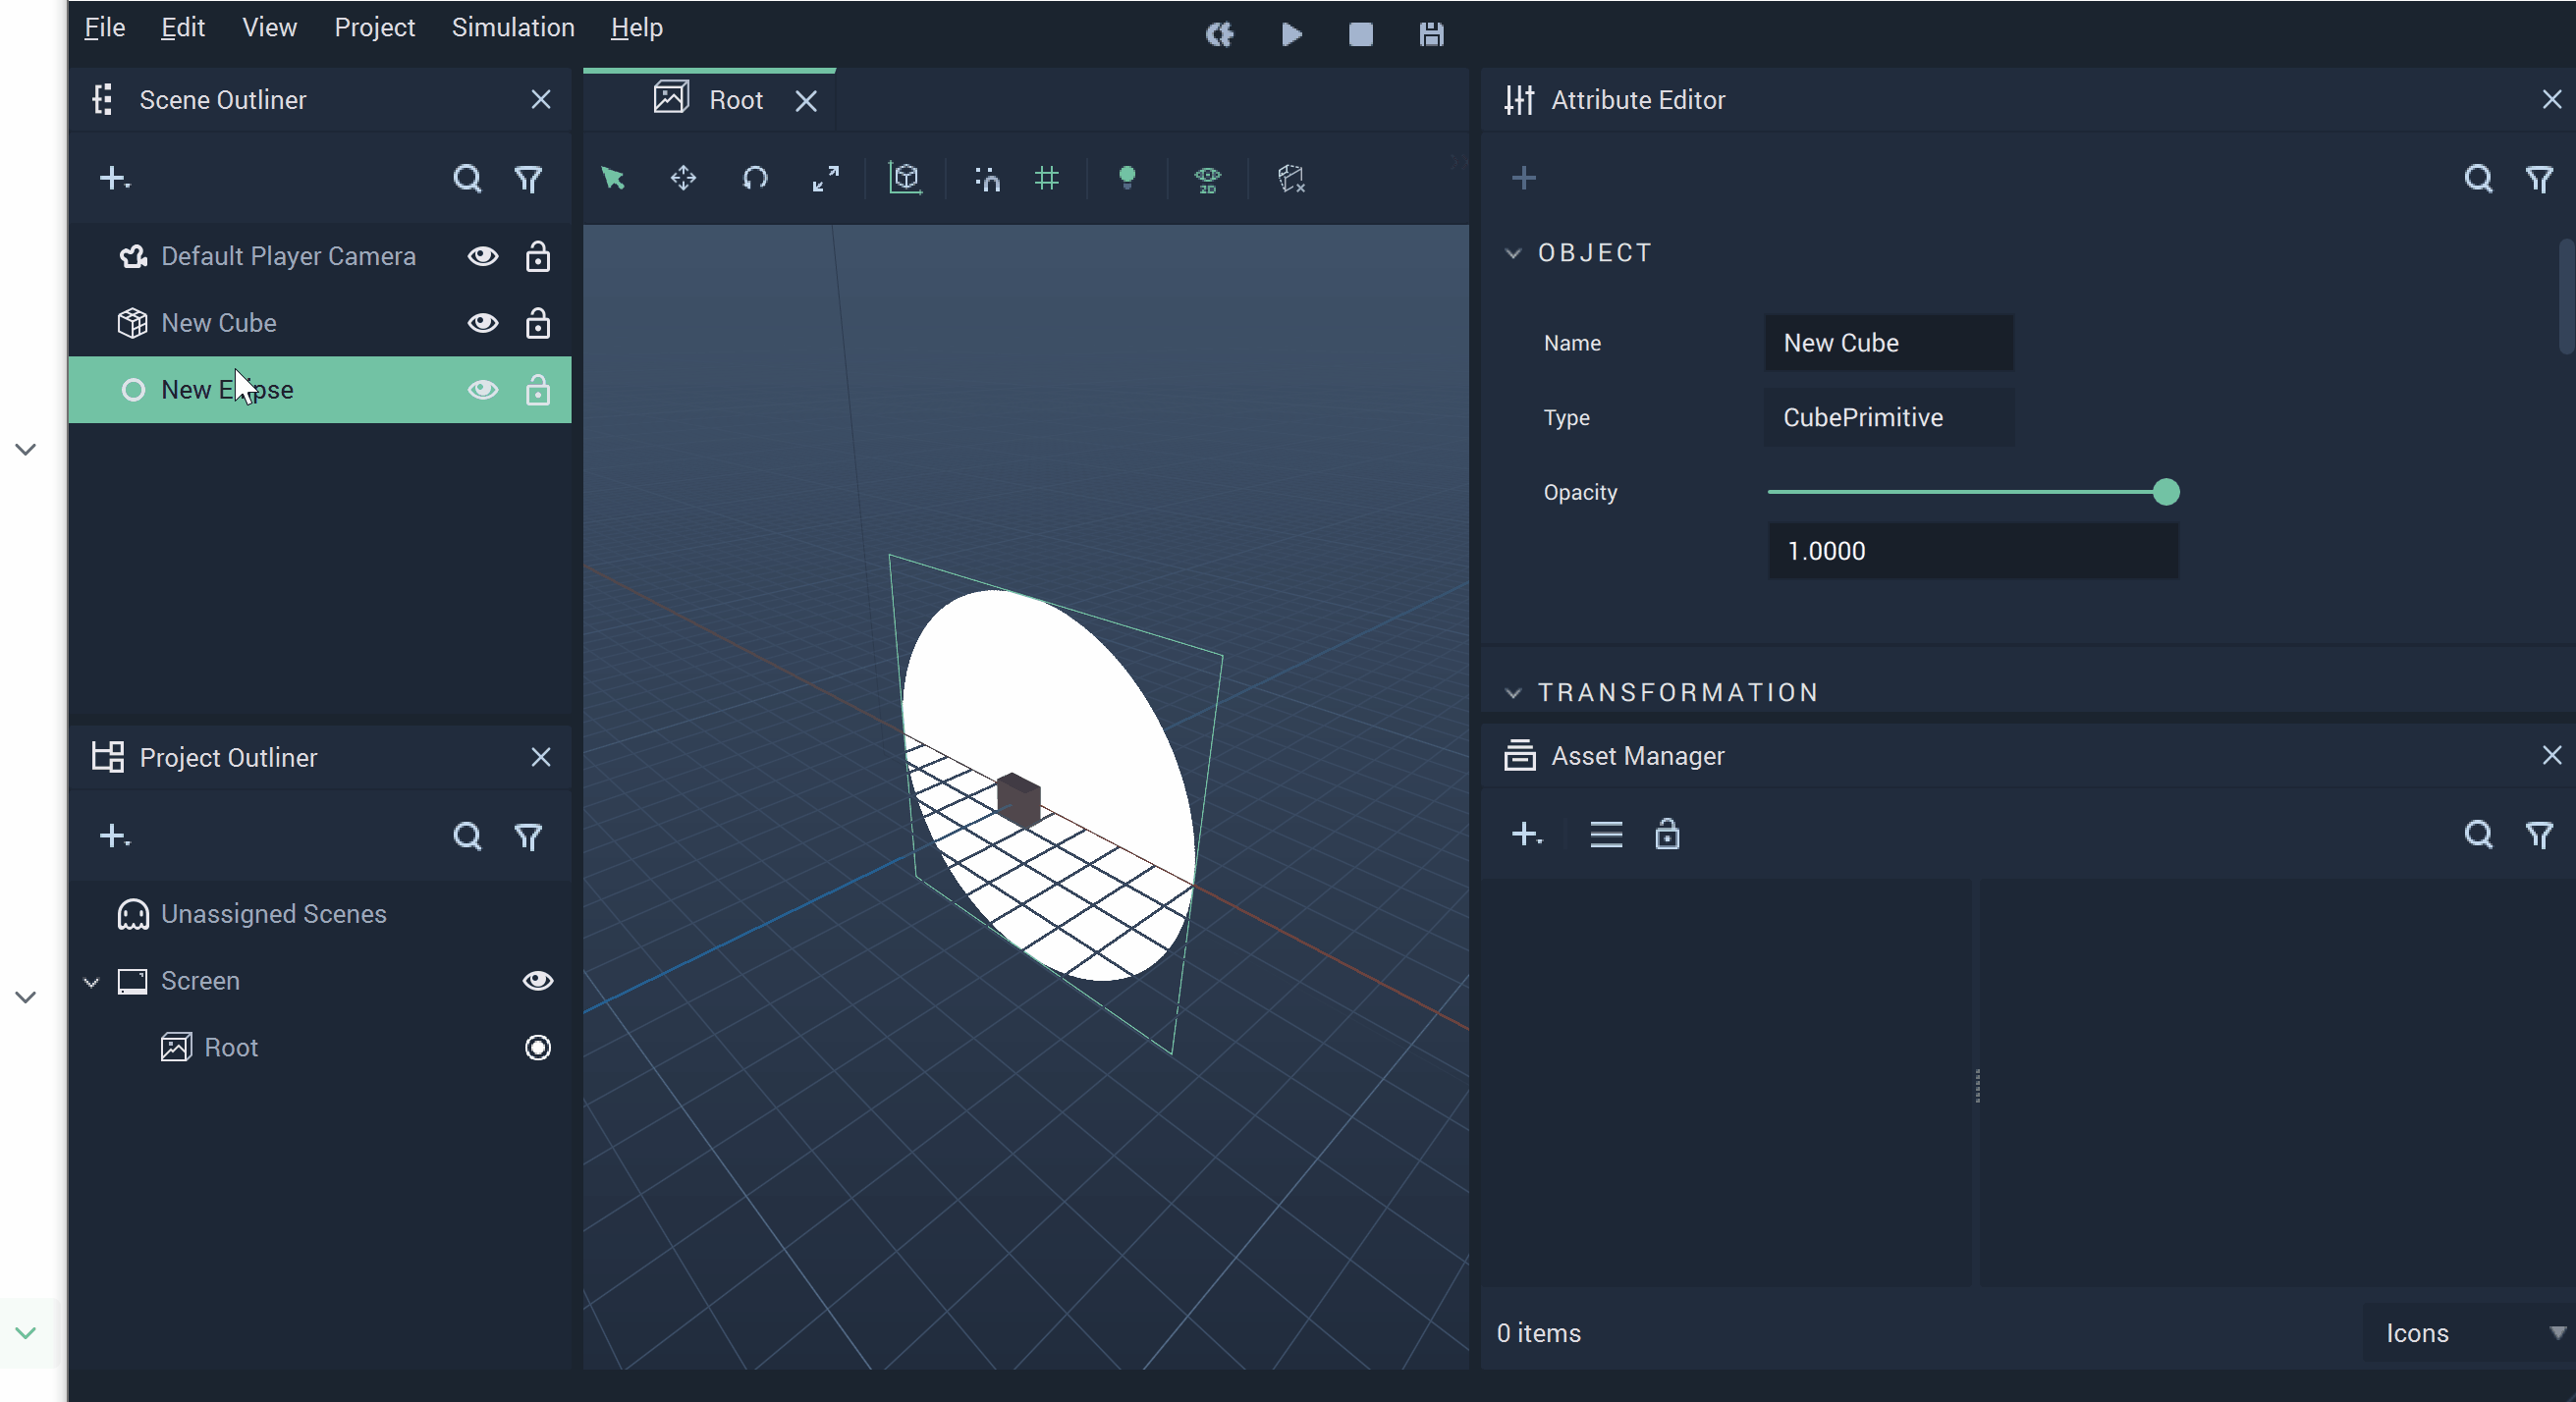 File Edit View Project Simulation Help
Scene Outliner
Root
Attribute Editor
2D
Default Player Camera
New Cube
New E
pse
OBJECT
Name New Cube
Type CubePrimitive
Opacity
1.0000
TRANSFORMATION
Project Outliner
Asset Manager
Unassigned Scenes
Screen
Root
0 items
Icons